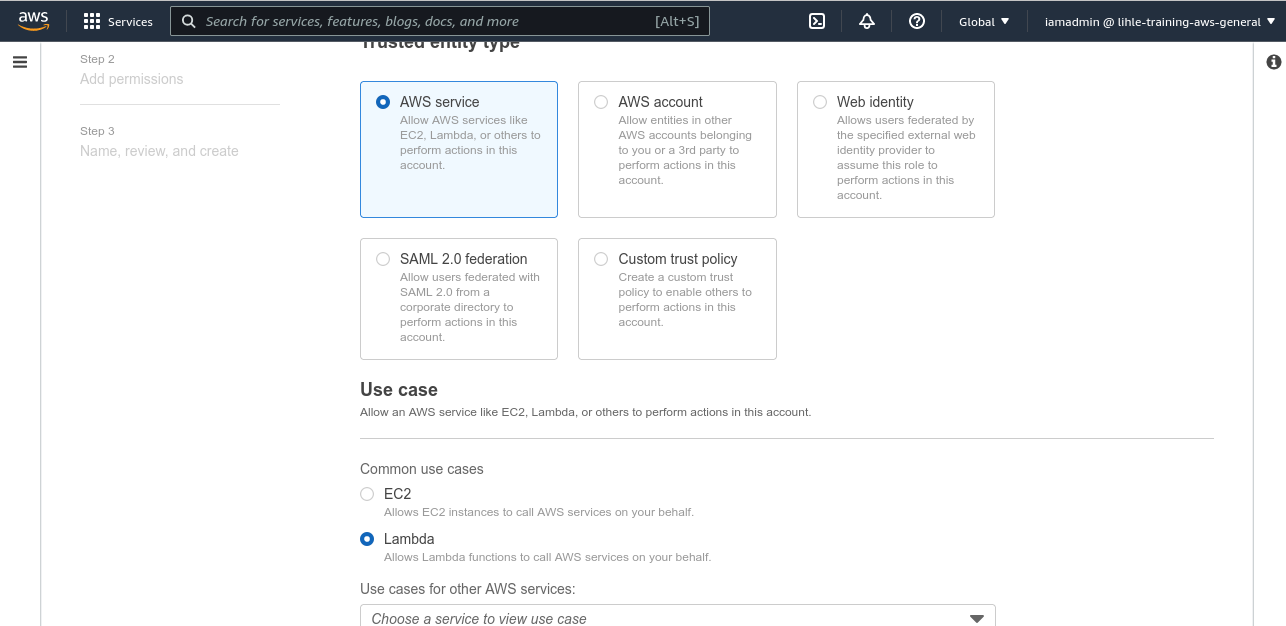 aws
Services
Search for services, features, blogs, docs, and more
[Alt+S]
Global
iamadmin @ lihle-training-aws-general
Step 2
Add permissions
Step 3
Name, review, and create
Trusted entity type
AWS service
Allow AWS services like
EC2, Lambda, or others to
perform actions in this
account.
AWS account
Allow entities in other
AWS accounts belonging
to you or a 3rd party to
perform actions in this
account.
Web identity
Allows users federated by
the specified external web
identity provider to
assume this role to
perform actions in this
account.
SAML 2.0 federation
Allow users federated with
SAML 2.0 from a
corporate directory to
perform actions in this
account.
Custom trust policy
Create a custom trust
policy to enable others to
perform actions in this
account.
Use case
Allow an AWS service like EC2, Lambda, or others to perform actions in this account.
Common use cases
EC2
Allows EC2 instances to call AWS services on your behalf.
Lambda
Allows Lambda functions to call AWS services on your behalf.
Use cases for other AWS services:
Choose a service to view use case